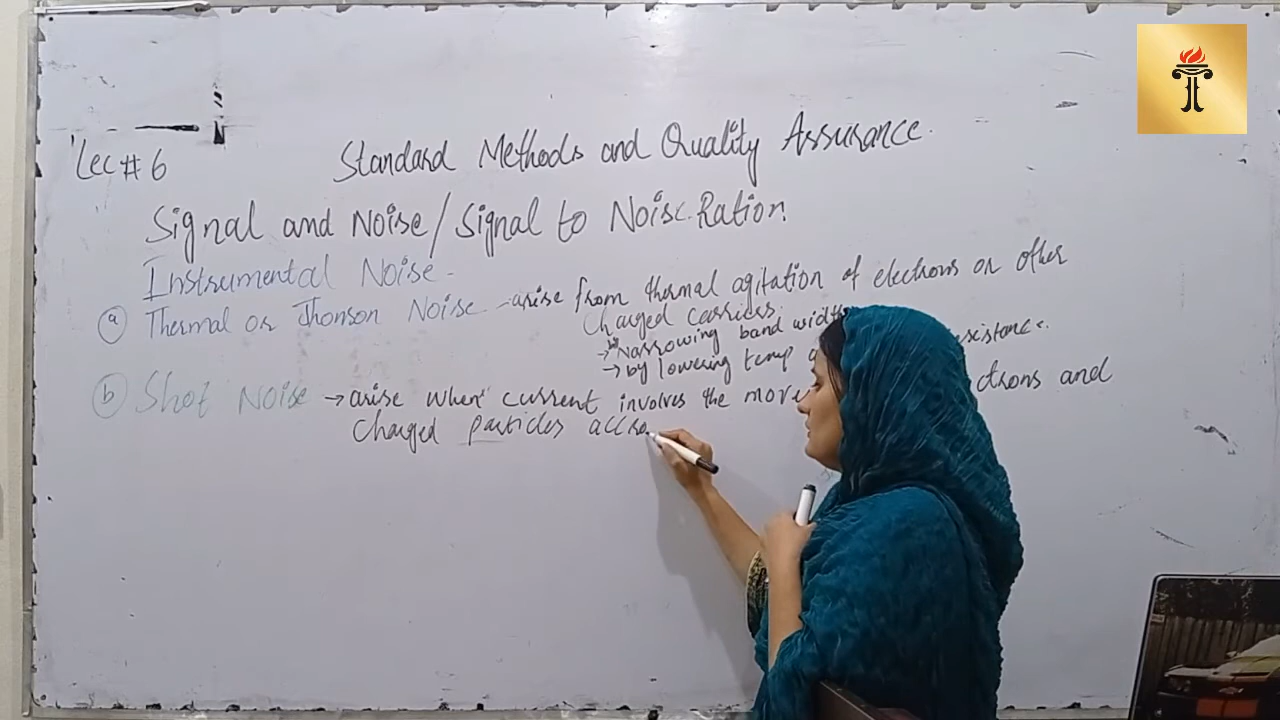 Lec # 6
Standard Methods and Quality Assurance.
Signal and Noise / Signal to Noise Ration.
Instrumental Noise -
(a) Thermal or Jhonson Noise - arise from thermal agitation of electrons or other
Charged carriers.
→ Narrowing band width
→ by lowering temp
(b) Shot Noise → arise when current involves the and
Charged particles